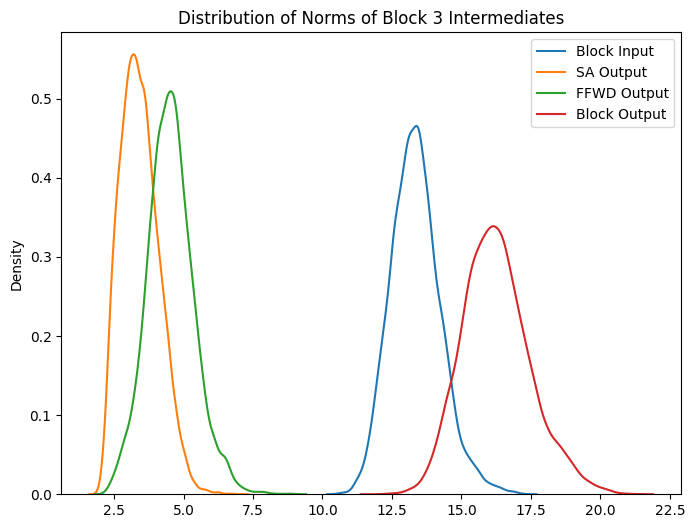 Distribution of Norms of Block 3 Intermediates
Block Input
SA Output
FFWD Output
Block Output
Density
0.5
0.4
0.3
0.2
0.1
0.0
2.5 5.0 7.5 10.0 12.5 15.0 17.5 20.0 22.5